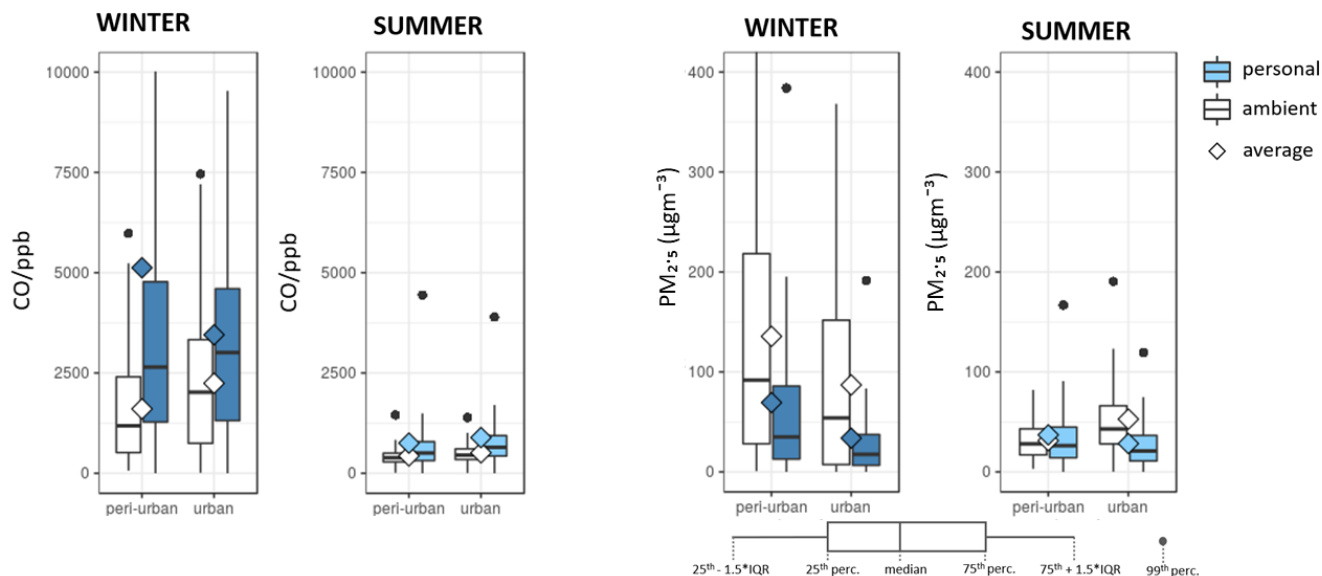 WINTER
SUMMER
CO/ppb
10000
7500
5000
2500
0
peri-urban urban
CO/ppb
10000
7500
5000
2500
0
peri-urban urban
WINTER
SUMMER
PM₂.₅ (µgm⁻³)
400
300
200
100
0
peri-urban urban
PM₂.₅ (µgm⁻³)
400
300
200
100
0
peri-urban urban
personal
ambient
average
25ᵗʰ - 1.5*IQR 25ᵗʰ perc. median 75ᵗʰ perc. 75ᵗʰ + 1.5*IQR 99ᵗʰ perc.